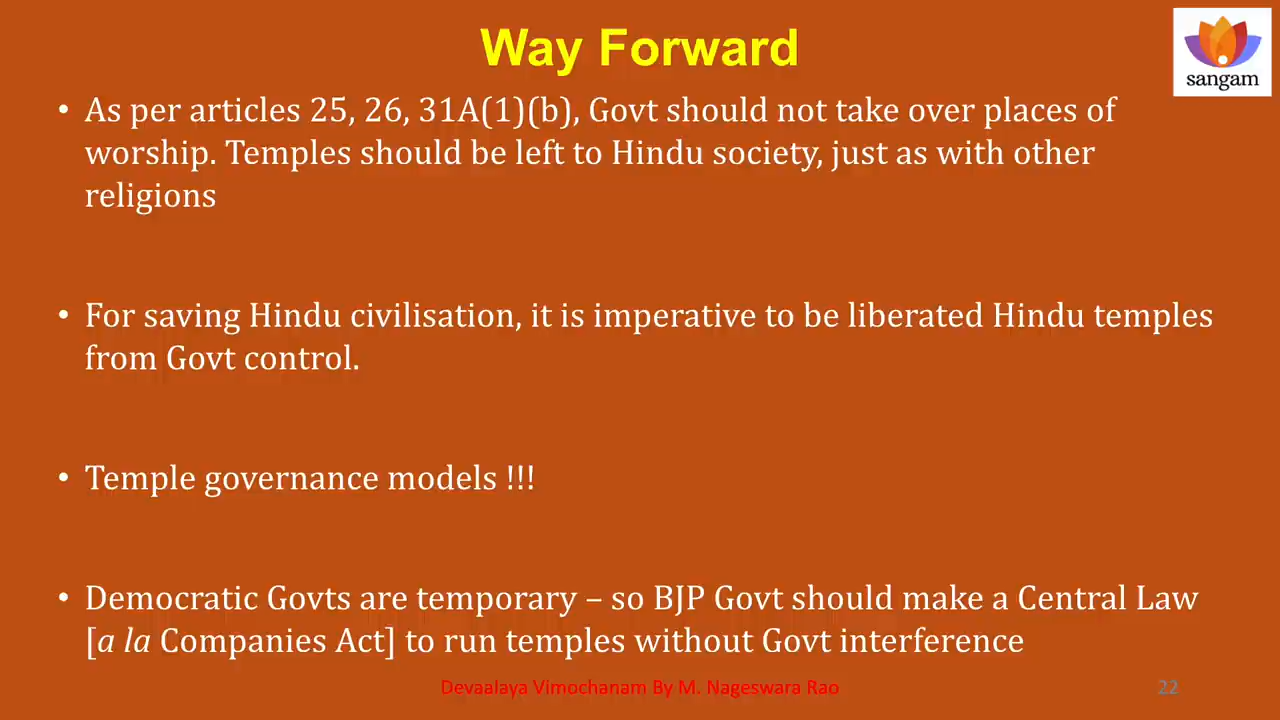 Way Forward
sangam
• As per articles 25, 26, 31A(1)(b), Govt should not take over places of
worship. Temples should be left to Hindu society, just as with other
religions
• For saving Hindu civilisation, it is imperative to be liberated Hindu temples
from Govt control.
• Temple governance models !!!
• Democratic Govts are temporary – so BJP Govt should make a Central Law
[a la Companies Act] to run temples without Govt interference
Devaalaya Vimochanam By M. Nageswara Rao
22